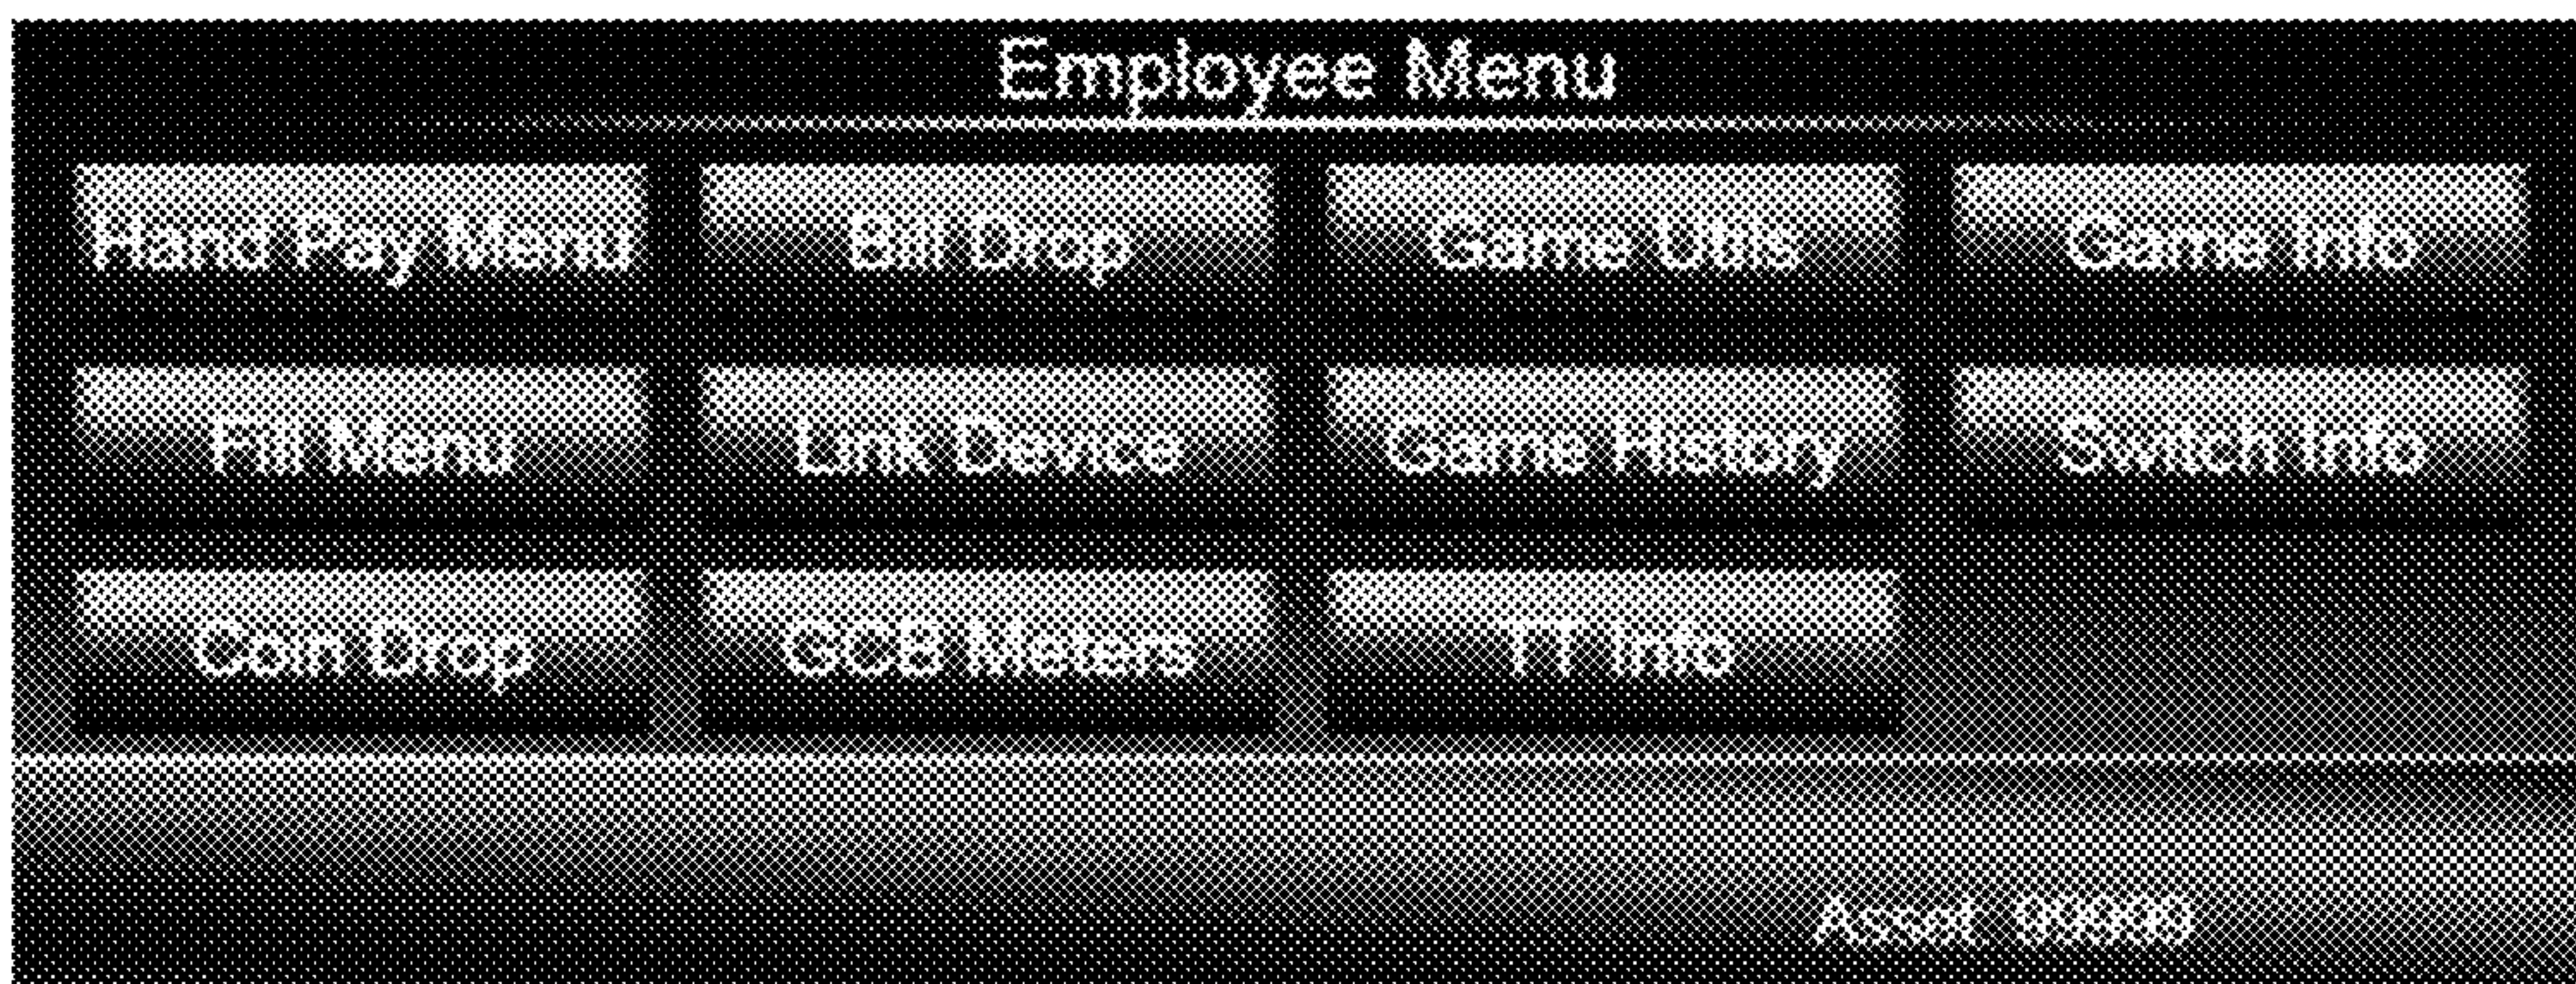 Employee Menu
Hand Pay Menu Bill Drop Game Utils Game Info
Fill Menu Link Device Game History Switch Info
Coin Drop GCB Meters TT Info
Asset